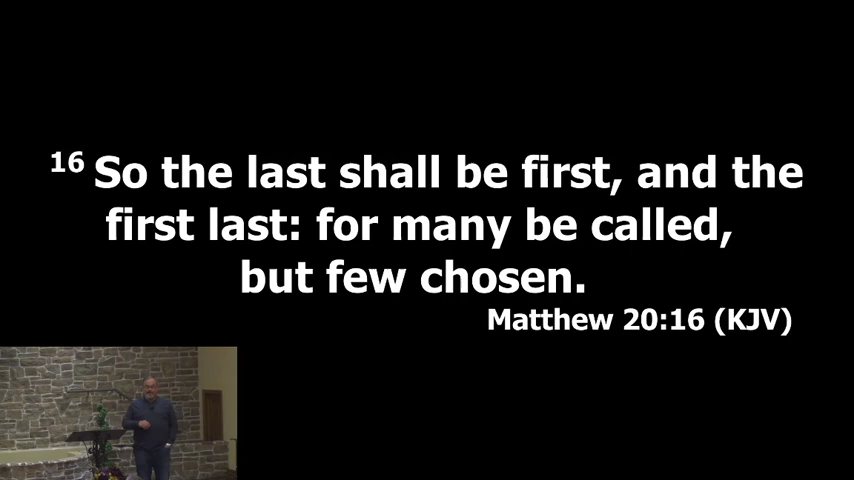 16 So the last shall be first, and the
first last: for many be called,
but few chosen.
Matthew 20:16 (KJV)